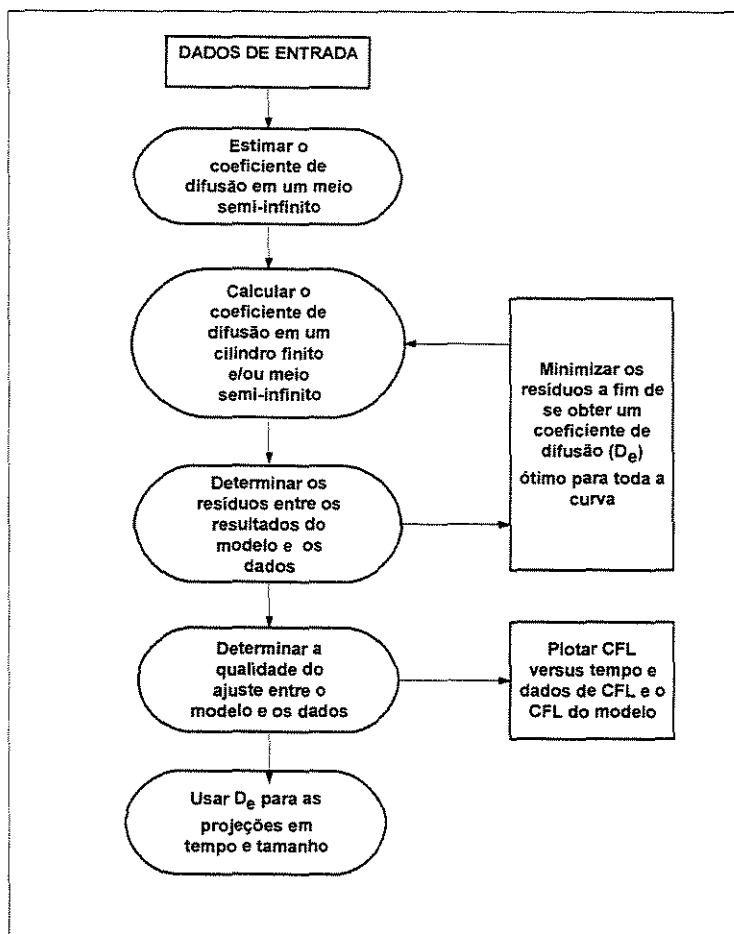 DADOS DE ENTRADA
Estimar o
coeficiente de
difusão em um meio
semi-infinito
Calcular o
coeficiente de
difusão em um
cilindro finito
e/ou meio
semi-infinito
Minimizar os
resíduos a fim de
se obter um
coeficiente de
difusão (De)
ótimo para toda a
curva
Determinar os
resíduos entre os
resultados do
modelo e os
dados
Determinar a
qualidade do
ajuste entre o
modelo e os dados
Plotar CFL
versus tempo e
dados de CFL e o
CFL do modelo
Usar De para as
projeções em
tempo e tamanho